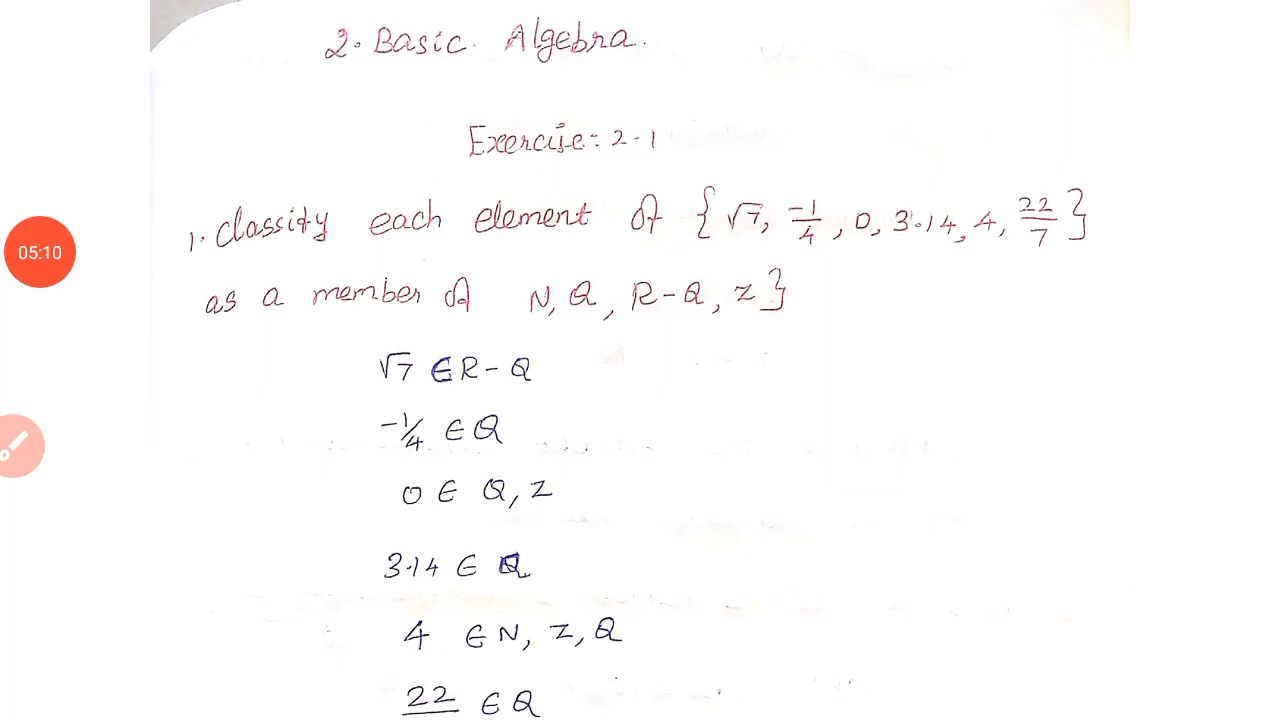 2. Basic Algebra.
Exercise: 2.1
1. Classify each element of {√7, -1/4, 0, 3.14, 4, 22/7}
as a member of N, Q, R-Q, Z}
05:10
√7 ∈ R-Q
-1/4 ∈ Q
0 ∈ Q, Z
3.14 ∈ Q
4 ∈ N, Z, Q
22 ∈ Q